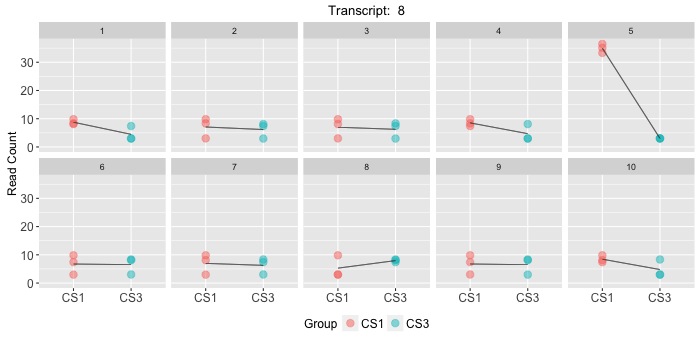 Transcript:  8
1 2 3 4 5
30
20
10
0
Read Count
6 7 8 9 10
30
20
10
0
CS1 CS3 CS1 CS3 CS1 CS3 CS1 CS3 CS1 CS3
Group CS1 CS3